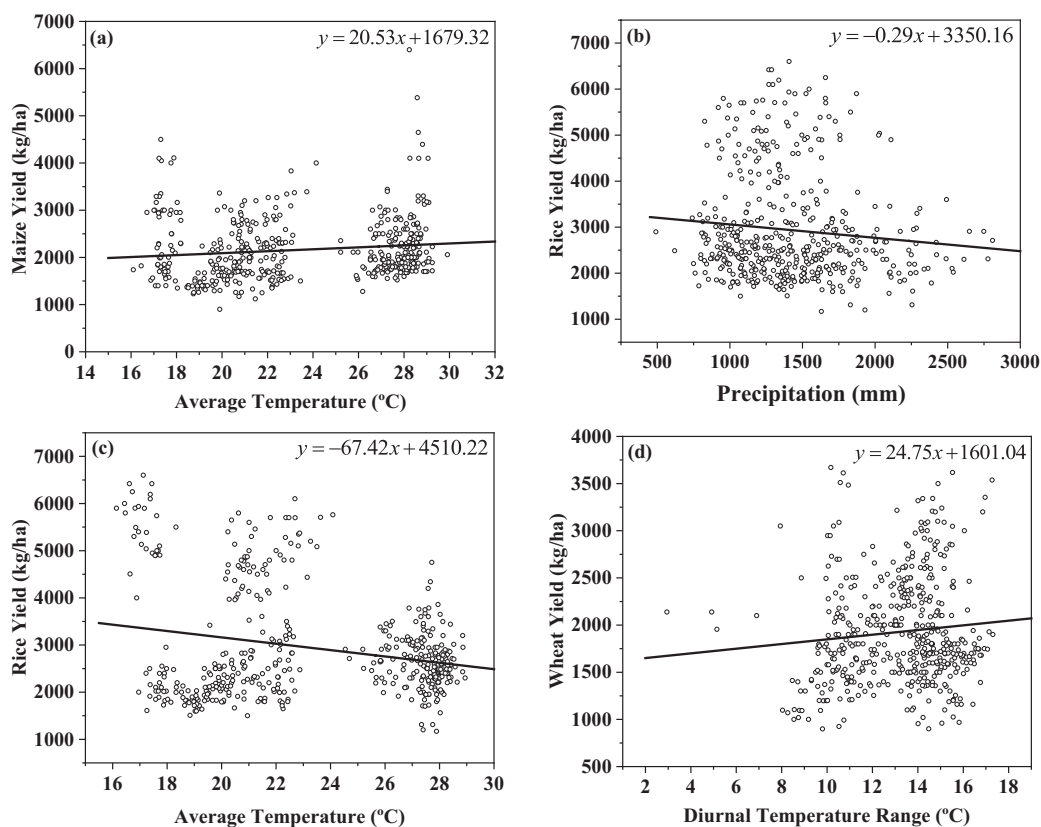 (a)
y = 20.53x+1679.32
7000
6000
5000
4000
3000
2000
1000
0
Maize Yield (kg/ha)
14 16 18 20 22 24 26 28 30 32
Average Temperature (ºC)
(b)
y = −0.29x+3350.16
7000
6000
5000
4000
3000
2000
1000
Rice Yield (kg/ha)
500 1000 1500 2000 2500 3000
Precipitation (mm)
(c)
y = −67.42x+4510.22
7000
6000
5000
4000
3000
2000
1000
Rice Yield (kg/ha)
16 18 20 22 24 26 28 30
Average Temperature (ºC)
(d)
y = 24.75x+1601.04
4000
3500
3000
2500
2000
1500
1000
500
Wheat Yield (kg/ha)
2 4 6 8 10 12 14 16 18
Diurnal Temperature Range (ºC)